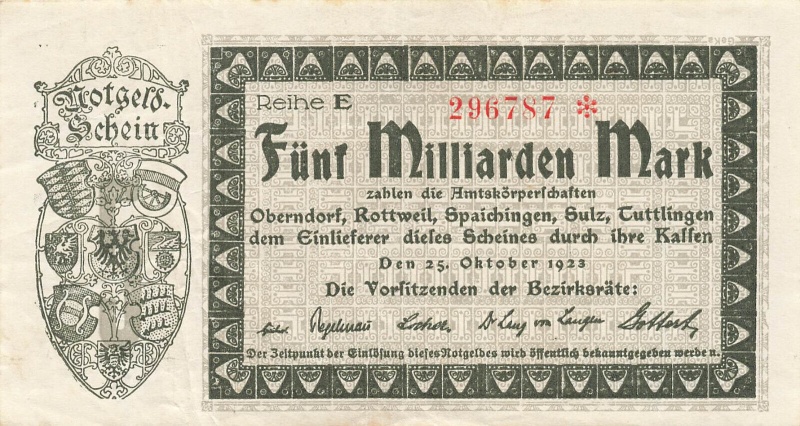 Notgeld-
Schein
Reihe E
296787 *
Fünf Milliarden Mark
zahlen die Amtskörperschaften
Oberndorf, Rottweil, Spaichingen, Sulz, Tuttlingen
dem Einlieferer dieses Scheines durch ihre Kassen
Den 25. Oktober 1923
Die Vorsitzenden der Bezirksräte:
Der Zeitpunkt der Einlösung dieses Notgeldes wird öffentlich bekanntgegeben werden.